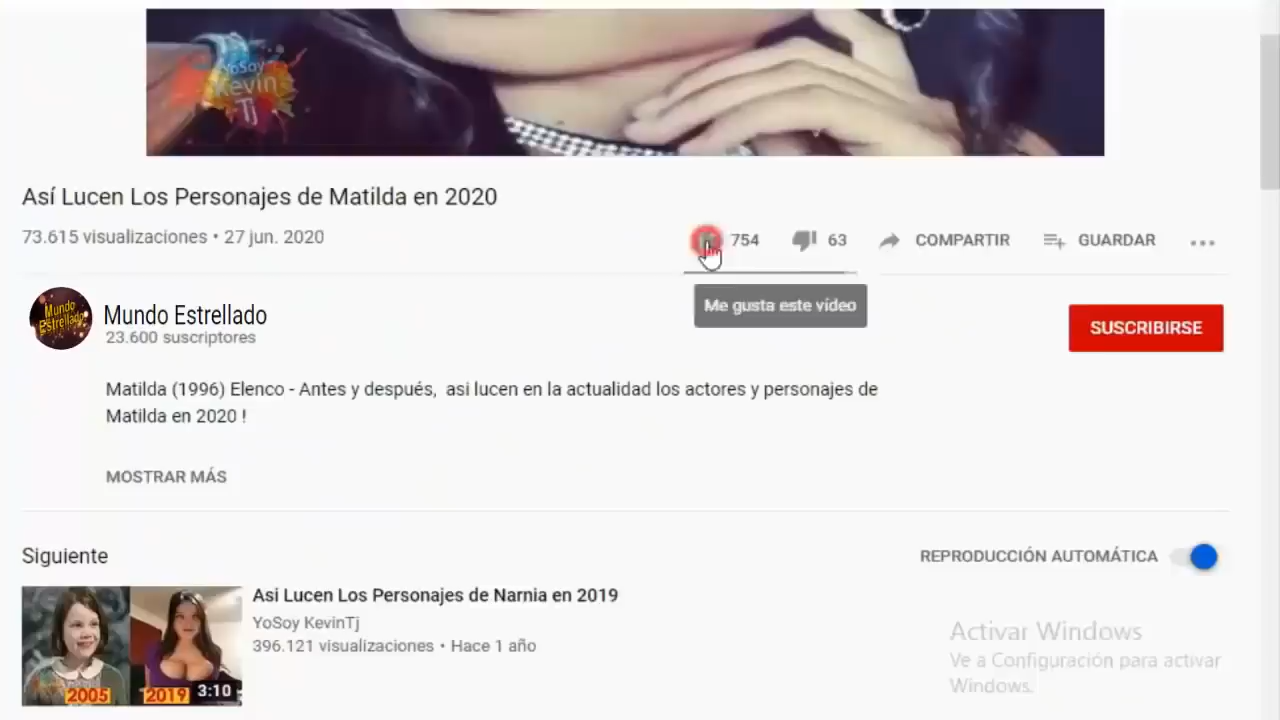 YoSoy
Kevin
Tj
Así Lucen Los Personajes de Matilda en 2020
73.615 visualizaciones • 27 jun. 2020
754
63
COMPARTIR
GUARDAR
Me gusta este vídeo
Mundo
Estrellado
Mundo Estrellado
23.600 suscriptores
SUSCRIBIRSE
Matilda (1996) Elenco - Antes y después, asi lucen en la actualidad los actores y personajes de
Matilda en 2020 !
MOSTRAR MÁS
Siguiente
REPRODUCCIÓN AUTOMÁTICA
Asi Lucen Los Personajes de Narnia en 2019
YoSoy KevinTj
396.121 visualizaciones • Hace 1 año
2005
2019
3:10
Activar Windows
Ve a Configuración para activar
Windows.